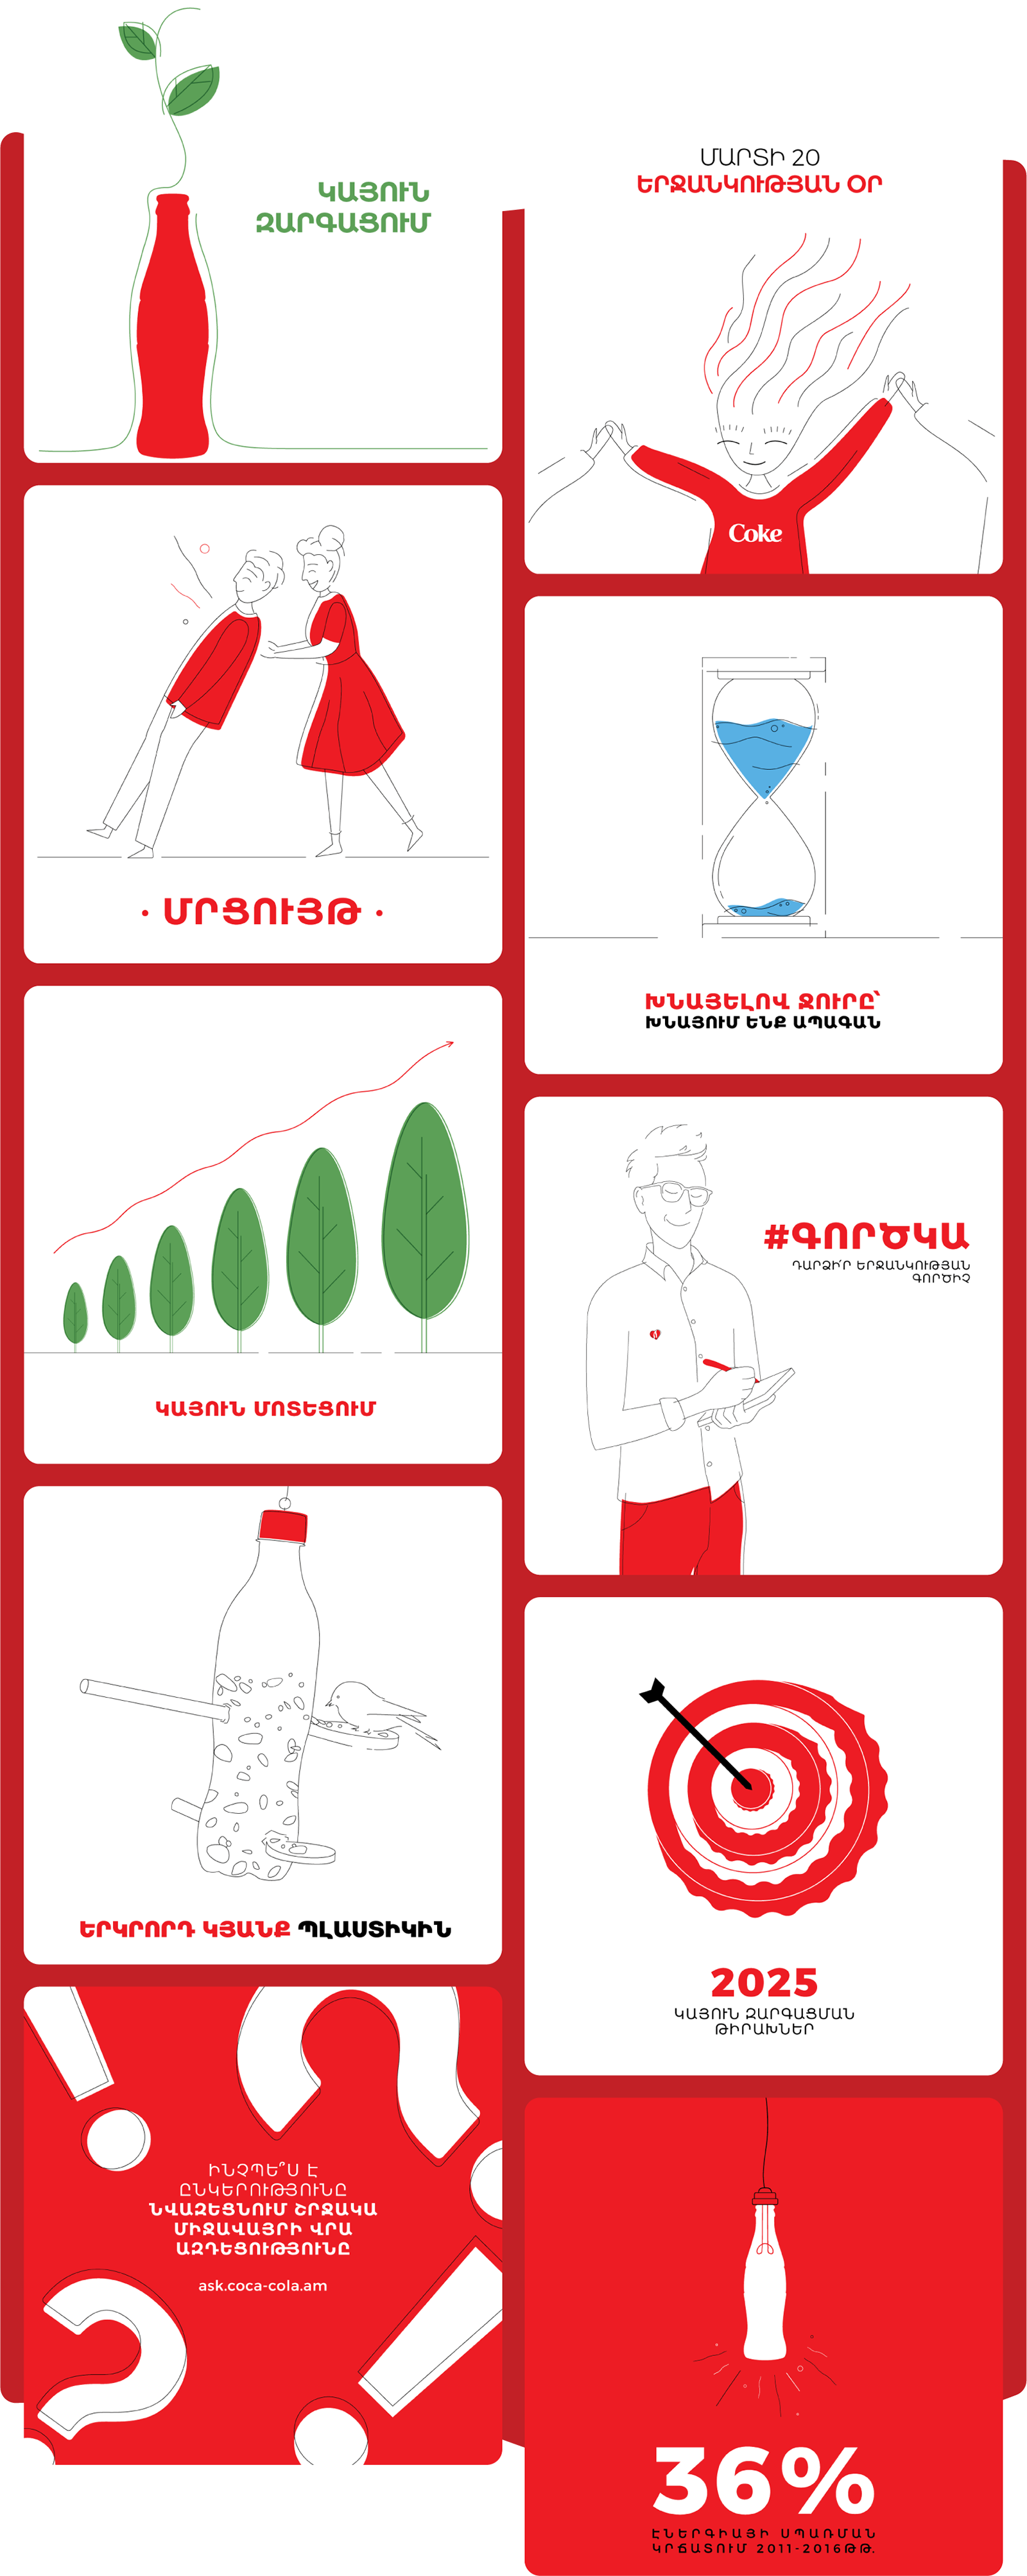 ԿԱՅՈՒՆ
ԶԱՐԳԱՑՈՒՄ
ՄԱՐՏԻ 20
ԵՐՋԱՆԿՈՒԹՅԱՆ ՕՐ
Coke
• ՄՐՑՈՒՅԹ •
ԽՆԱՅԵԼՈՎ ՋՈՒՐԸ՝
ԽՆԱՅՈՒՄ ԵՆՔ ԱՊԱԳԱՆ
ԿԱՅՈՒՆ ՄՈՏԵՑՈՒՄ
#ԳՈՐԾԿԱ
ԴԱՐՁԻ՛Ր ԵՐՋԱՆԿՈՒԹՅԱՆ
ԳՈՐԾԻՉ
ԵՐԿՐՈՐԴ ԿՅԱՆՔ ՊԼԱՍՏԻԿԻՆ
2025
ԿԱՅՈՒՆ ԶԱՐԳԱՑՄԱՆ
ԹԻՐԱԽՆԵՐ
ԻՆՉՊԵ՞Ս Է
ԸՆԿԵՐՈՒԹՅՈՒՆԸ
ՆՎԱԶԵՑՆՈՒՄ ՇՐՋԱԿԱ
ՄԻՋԱՎԱՅՐԻ ՎՐԱ
ԱԶԴԵՑՈՒԹՅՈՒՆԸ
ask.coca-cola.am
36%
ԷՆԵՐԳԻԱՅԻ ՍՊԱՌՄԱՆ
ԿՐՃԱՏՈՒՄ 2011-2016ԹԹ.